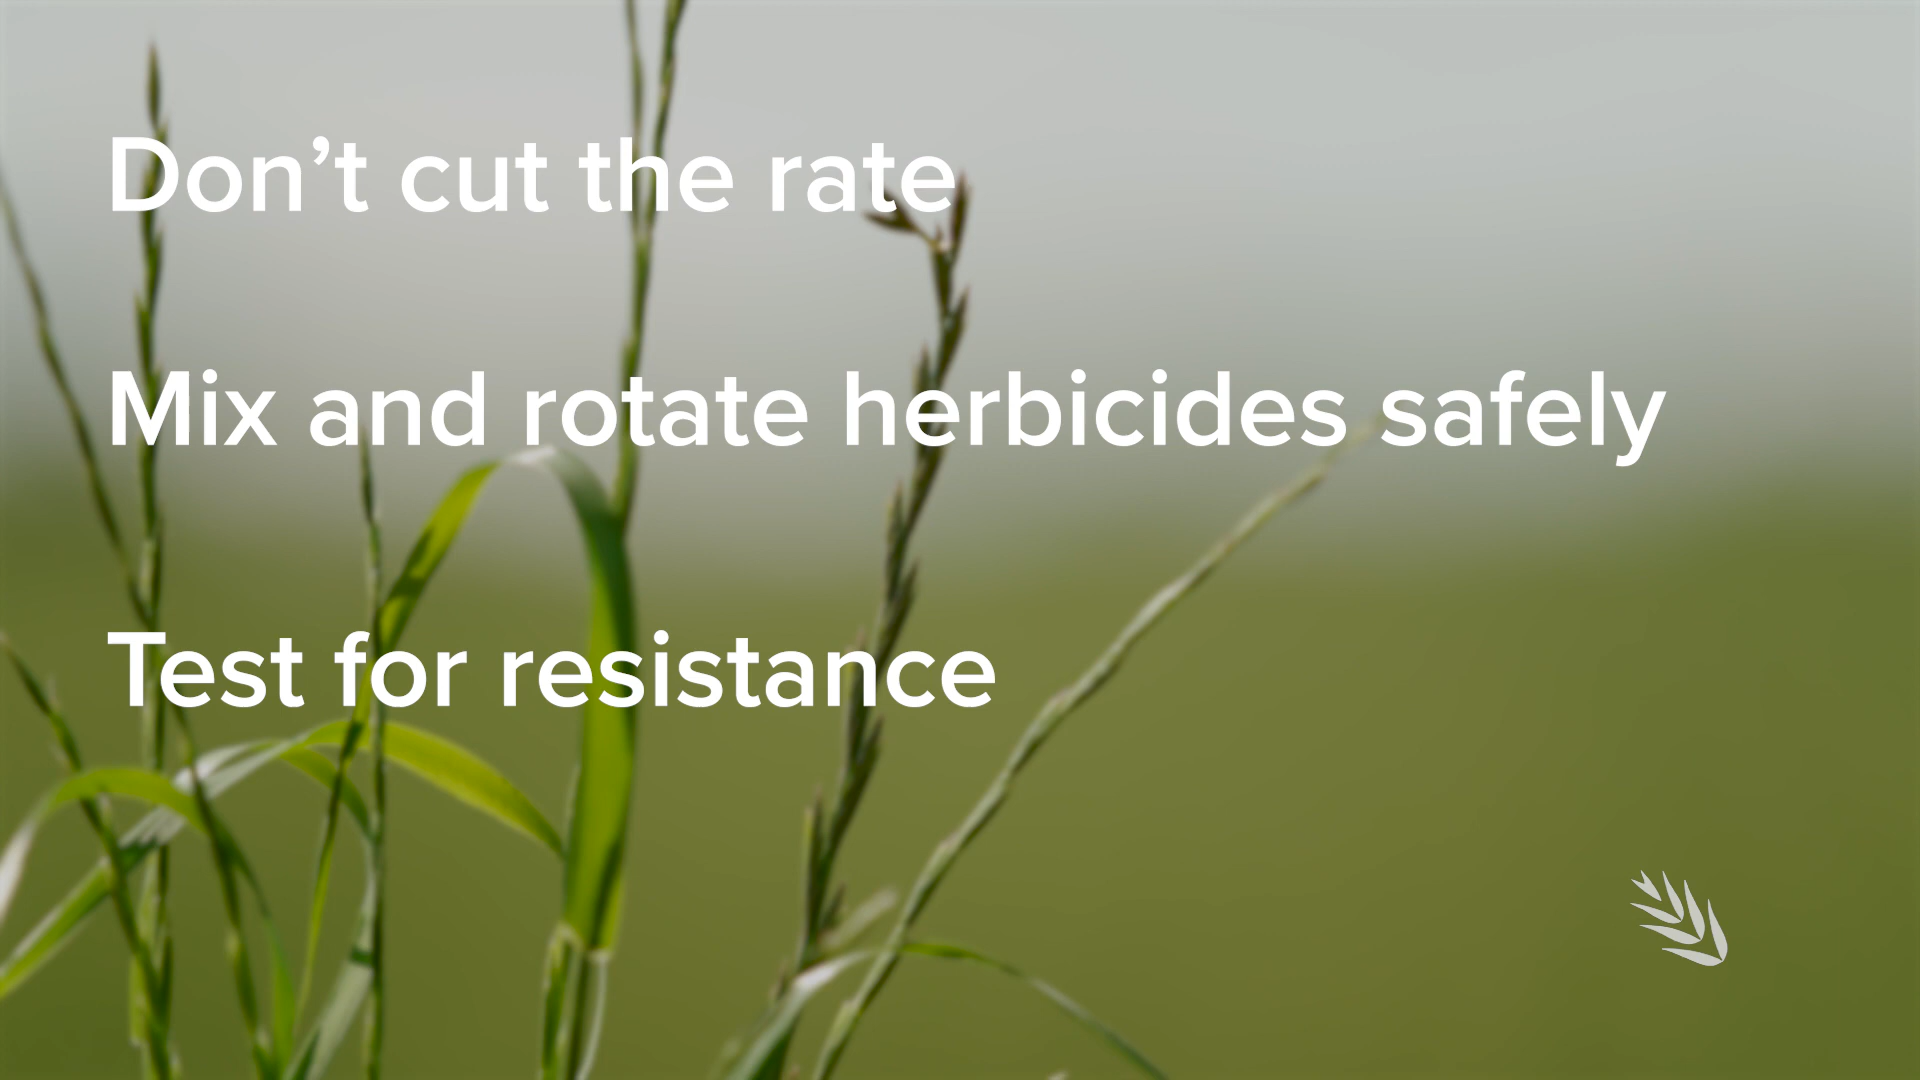 Don’t cut the rate
Mix and rotate herbicides safely
Test for resistance